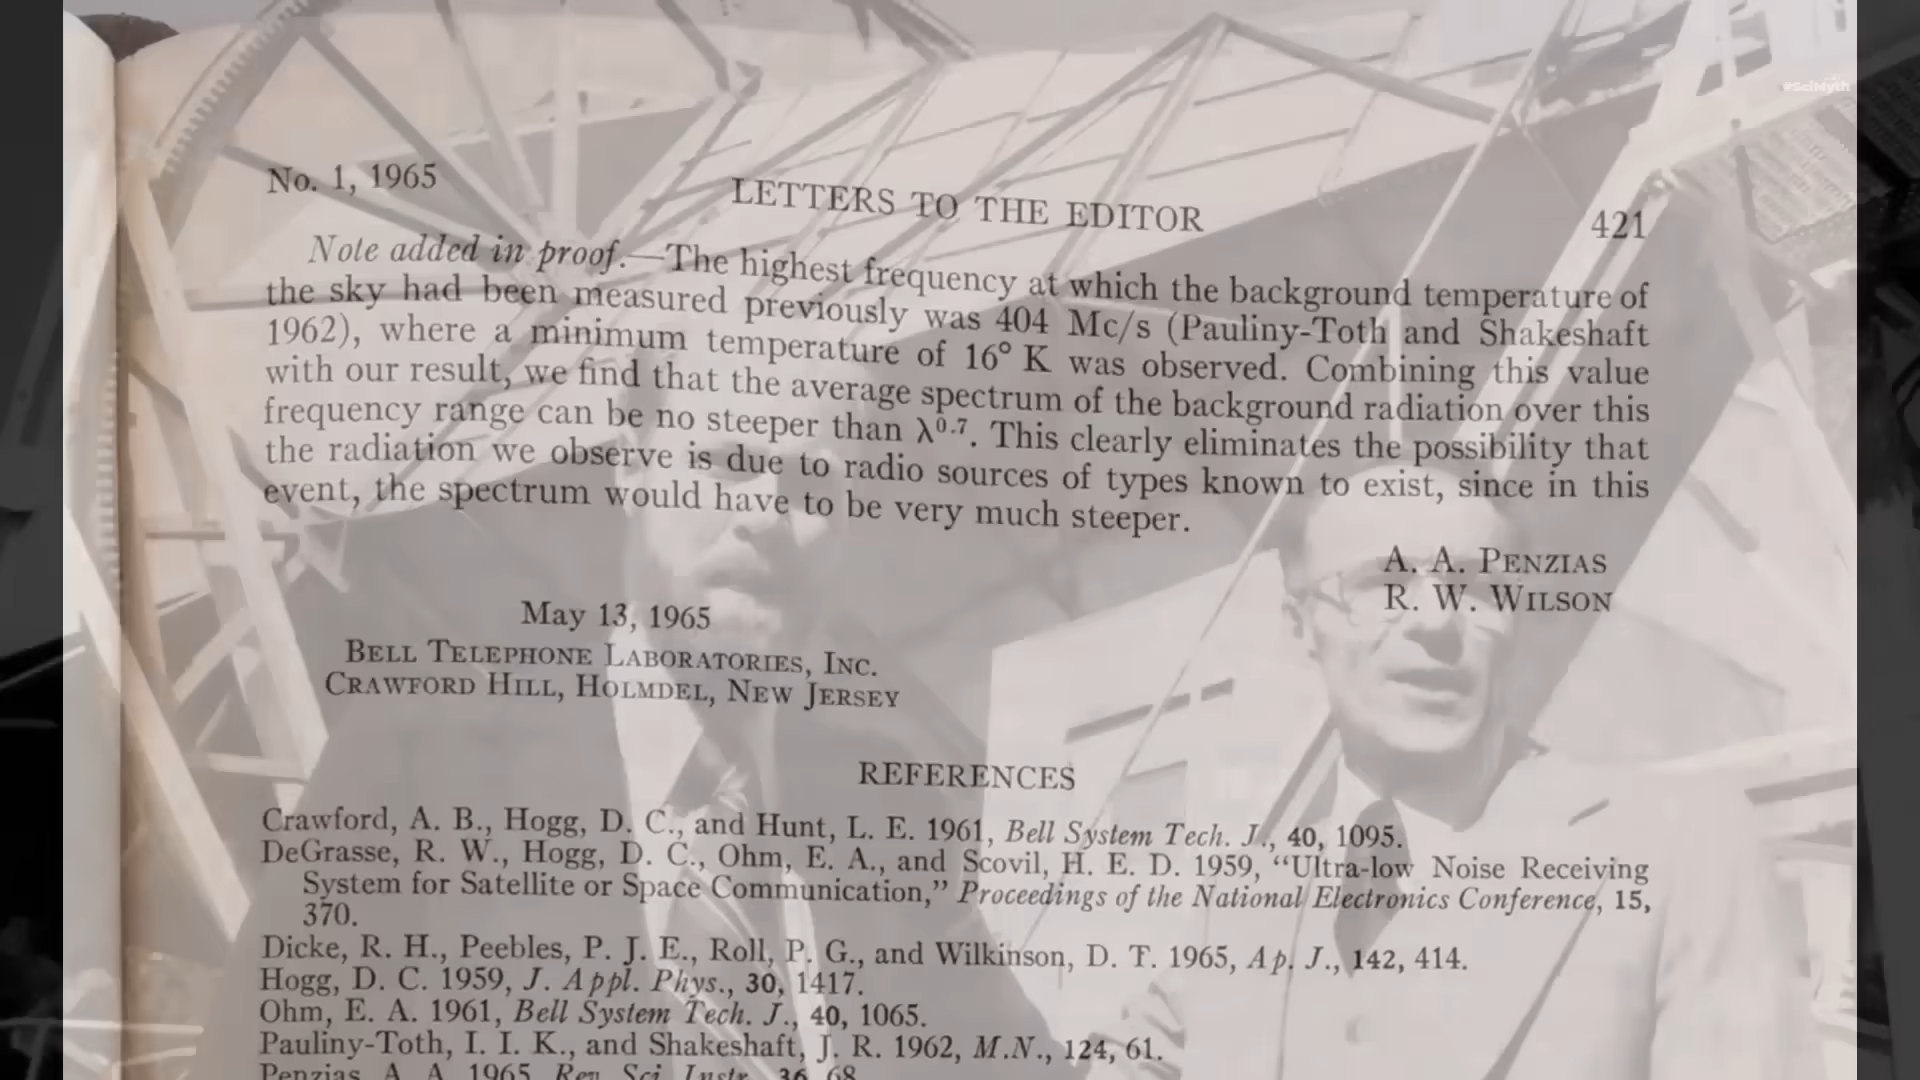 #SciMyth
No. 1, 1965 LETTERS TO THE EDITOR 421
Note added in proof.—The highest frequency at which the background temperature of
the sky had been measured previously was 404 Mc/s (Pauliny-Toth and Shakeshaft
1962), where a minimum temperature of 16° K was observed. Combining this value
with our result, we find that the average spectrum of the background radiation over this
frequency range can be no steeper than λ⁰·⁷. This clearly eliminates the possibility that
the radiation we observe is due to radio sources of types known to exist, since in this
event, the spectrum would have to be very much steeper.
A. A. PENZIAS
R. W. WILSON
May 13, 1965
BELL TELEPHONE LABORATORIES, INC.
CRAWFORD HILL, HOLMDEL, NEW JERSEY
REFERENCES
Crawford, A. B., Hogg, D. C., and Hunt, L. E. 1961, Bell System Tech. J., 40, 1095.
DeGrasse, R. W., Hogg, D. C., Ohm, E. A., and Scovil, H. E. D. 1959, “Ultra-low Noise Receiving
System for Satellite or Space Communication,” Proceedings of the National Electronics Conference, 15,
370.
Dicke, R. H., Peebles, P. J. E., Roll, P. G., and Wilkinson, D. T. 1965, Ap. J., 142, 414.
Hogg, D. C. 1959, J. Appl. Phys., 30, 1417.
Ohm, E. A. 1961, Bell System Tech. J., 40, 1065.
Pauliny-Toth, I. I. K., and Shakeshaft, J. R. 1962, M.N., 124, 61.
Penzias, A. A. 1965, Rev. Sci. Instr., 36, 68